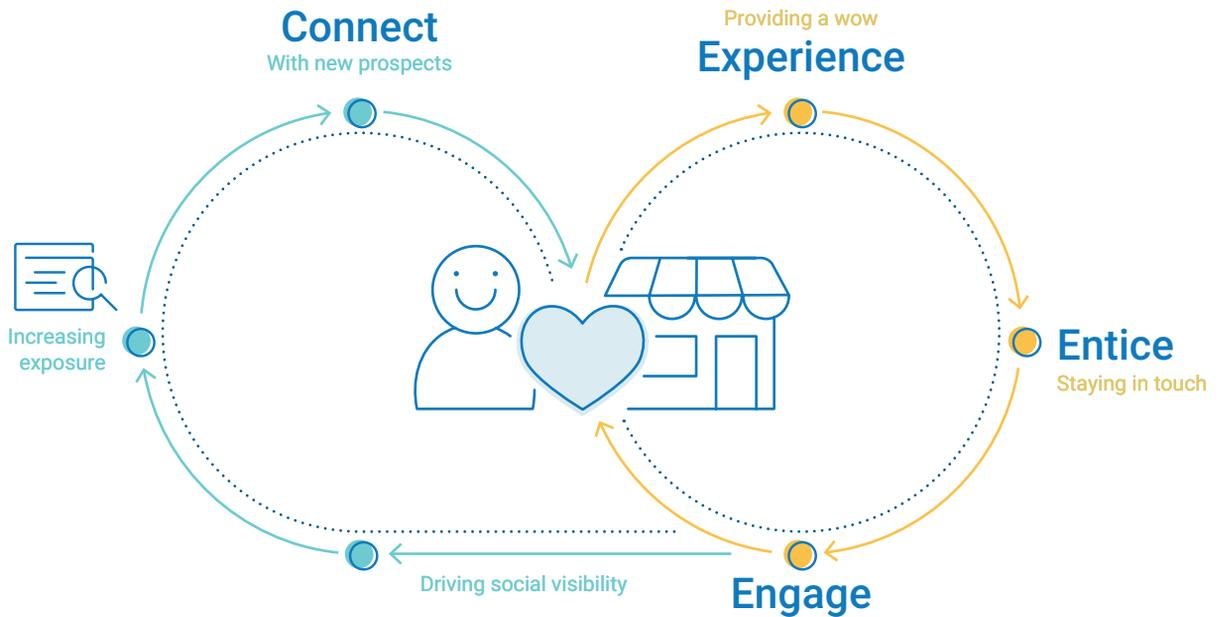 Connect
With new prospects
Providing a wow
Experience
Increasing
exposure
Entice
Staying in touch
Driving social visibility
Engage